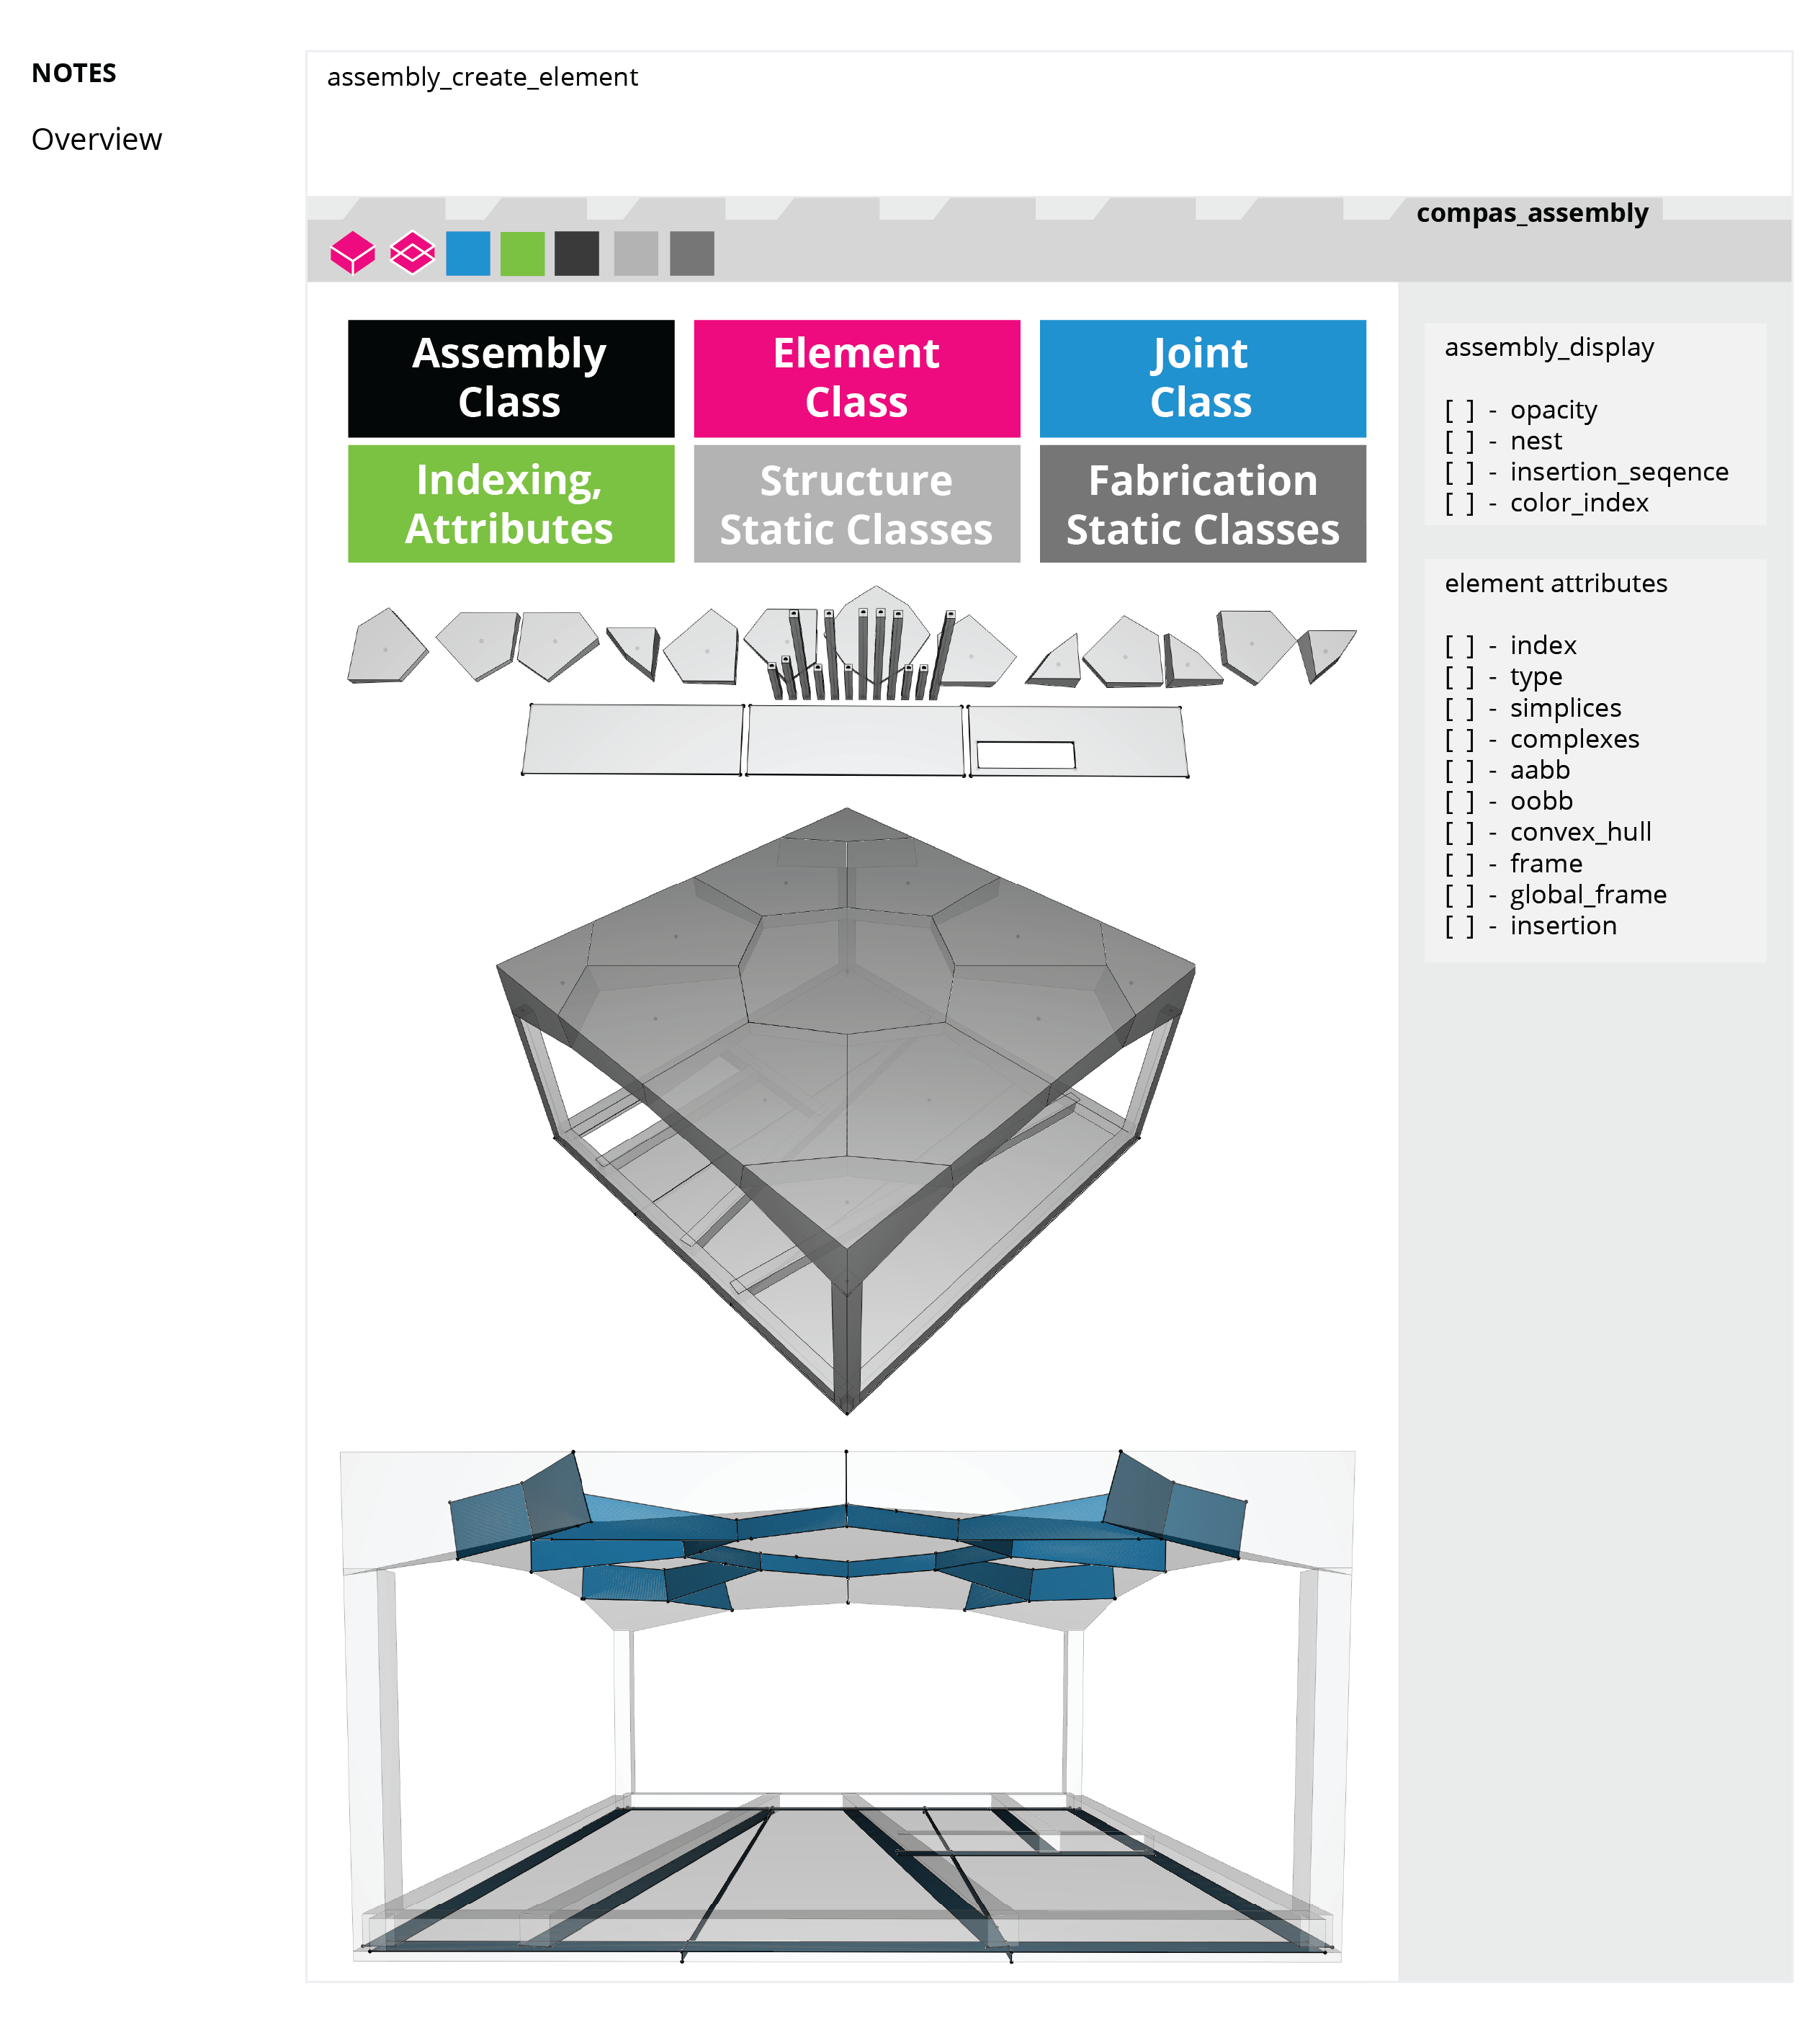 NOTES
Overview
assembly_create_element
compas_assembly
Assembly
Class
Element
Class
Joint
Class
Indexing,
Attributes
Structure
Static Classes
Fabrication
Static Classes
assembly_display
[ ] - opacity
[ ] - nest
[ ] - insertion_seqence
[ ] - color_index
element attributes
[ ] - index
[ ] - type
[ ] - simplices
[ ] - complexes
[ ] - aabb
[ ] - oobb
[ ] - convex_hull
[ ] - frame
[ ] - global_frame
[ ] - insertion